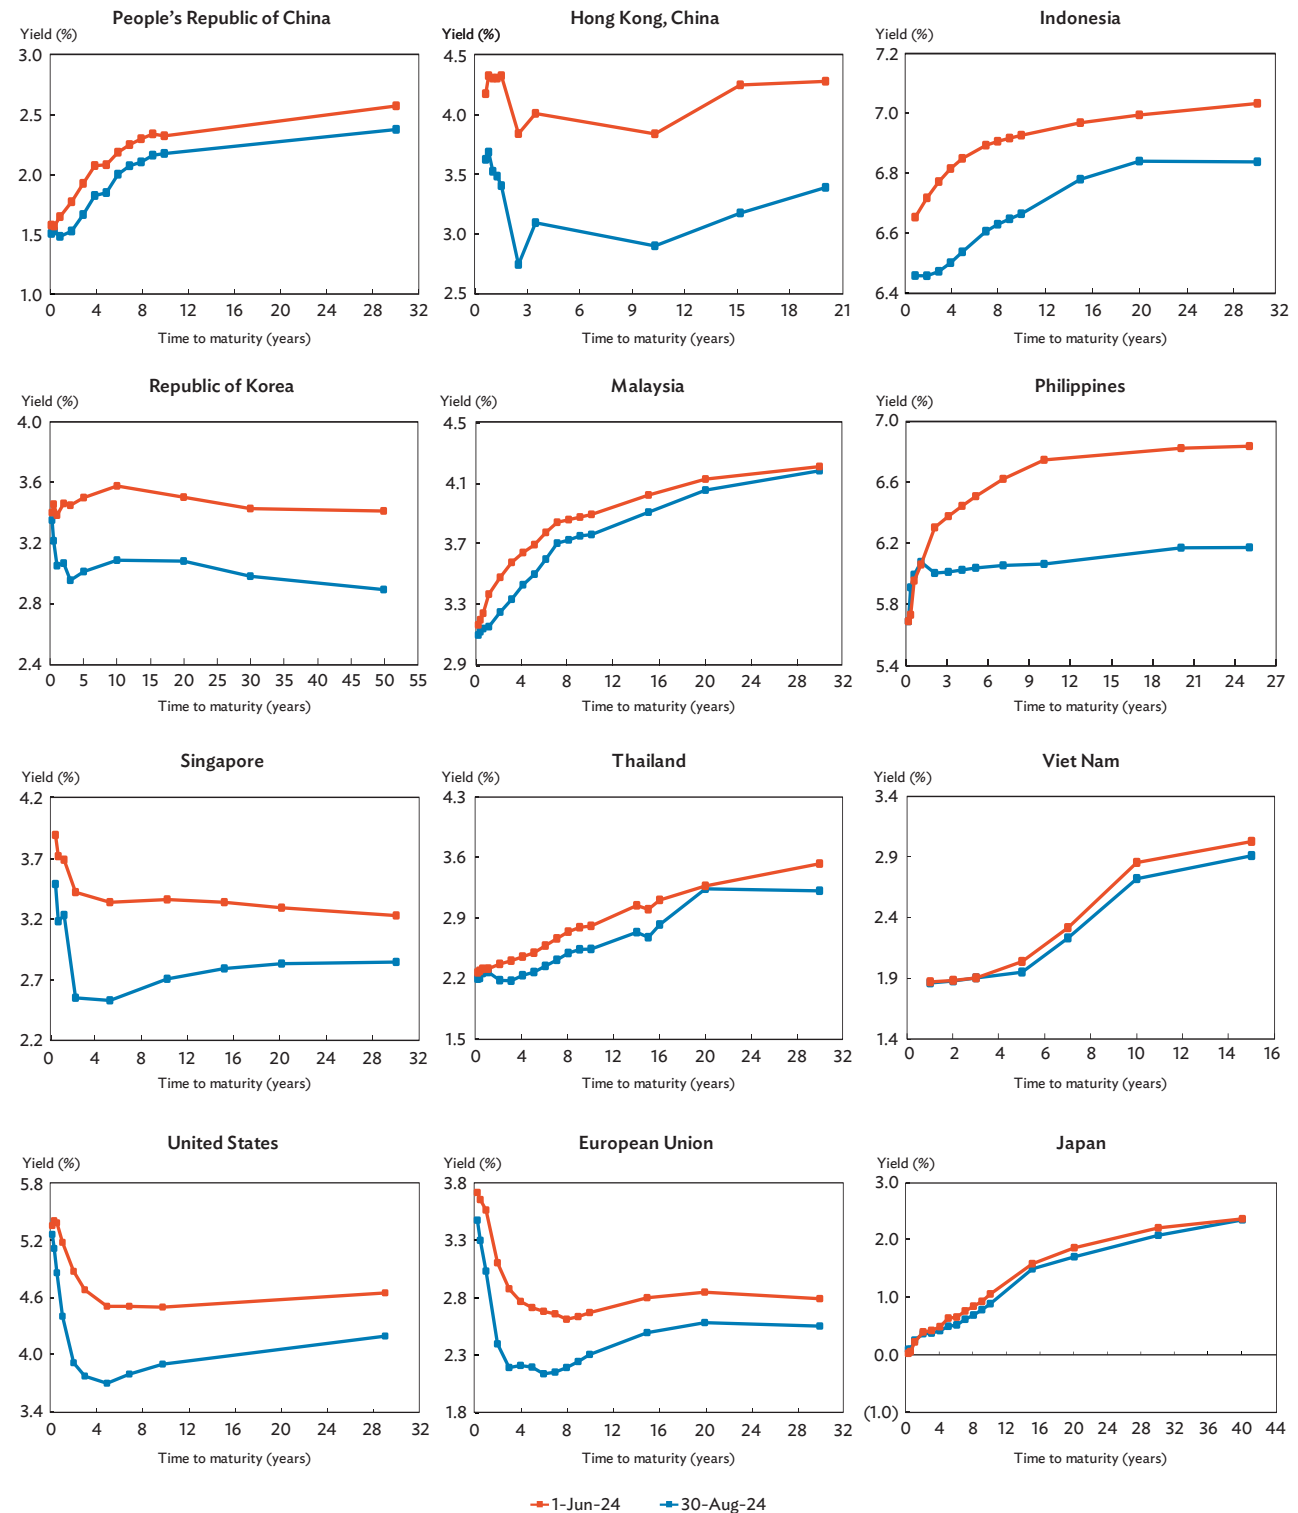 People's Republic of China
Yield (%)
3.0
2.5
2.0
1.5
1.0
0 4 8 12 16 20 24 28 32
Time to maturity (years)
Hong Kong, China
Yield (%)
4.5
4.0
3.5
3.0
2.5
0 3 6 9 12 15 18 21
Time to maturity (years)
Indonesia
Yield (%)
7.2
7.0
6.8
6.6
6.4
0 4 8 12 16 20 24 28 32
Time to maturity (years)
Republic of Korea
Yield (%)
4.0
3.6
3.2
2.8
2.4
0 5 10 15 20 25 30 35 40 45 50 55
Time to maturity (years)
Malaysia
Yield (%)
4.5
4.1
3.7
3.3
2.9
0 4 8 12 16 20 24 28 32
Time to maturity (years)
Philippines
Yield (%)
7.0
6.6
6.2
5.8
5.4
0 3 6 9 12 15 18 21 24 27
Time to maturity (years)
Singapore
Yield (%)
4.2
3.7
3.2
2.7
2.2
0 4 8 12 16 20 24 28 32
Time to maturity (years)
Thailand
Yield (%)
4.3
3.6
2.9
2.2
1.5
0 4 8 12 16 20 24 28 32
Time to maturity (years)
Viet Nam
Yield (%)
3.4
2.9
2.4
1.9
1.4
0 2 4 6 8 10 12 14 16
Time to maturity (years)
United States
Yield (%)
5.8
5.2
4.6
4.0
3.4
0 4 8 12 16 20 24 28 32
Time to maturity (years)
European Union
Yield (%)
3.8
3.3
2.8
2.3
1.8
0 4 8 12 16 20 24 28 32
Time to maturity (years)
Japan
Yield (%)
3.0
2.0
1.0
0.0
(1.0)
0 4 8 12 16 20 24 28 32 36 40 44
Time to maturity (years)
1-Jun-24 30-Aug-24